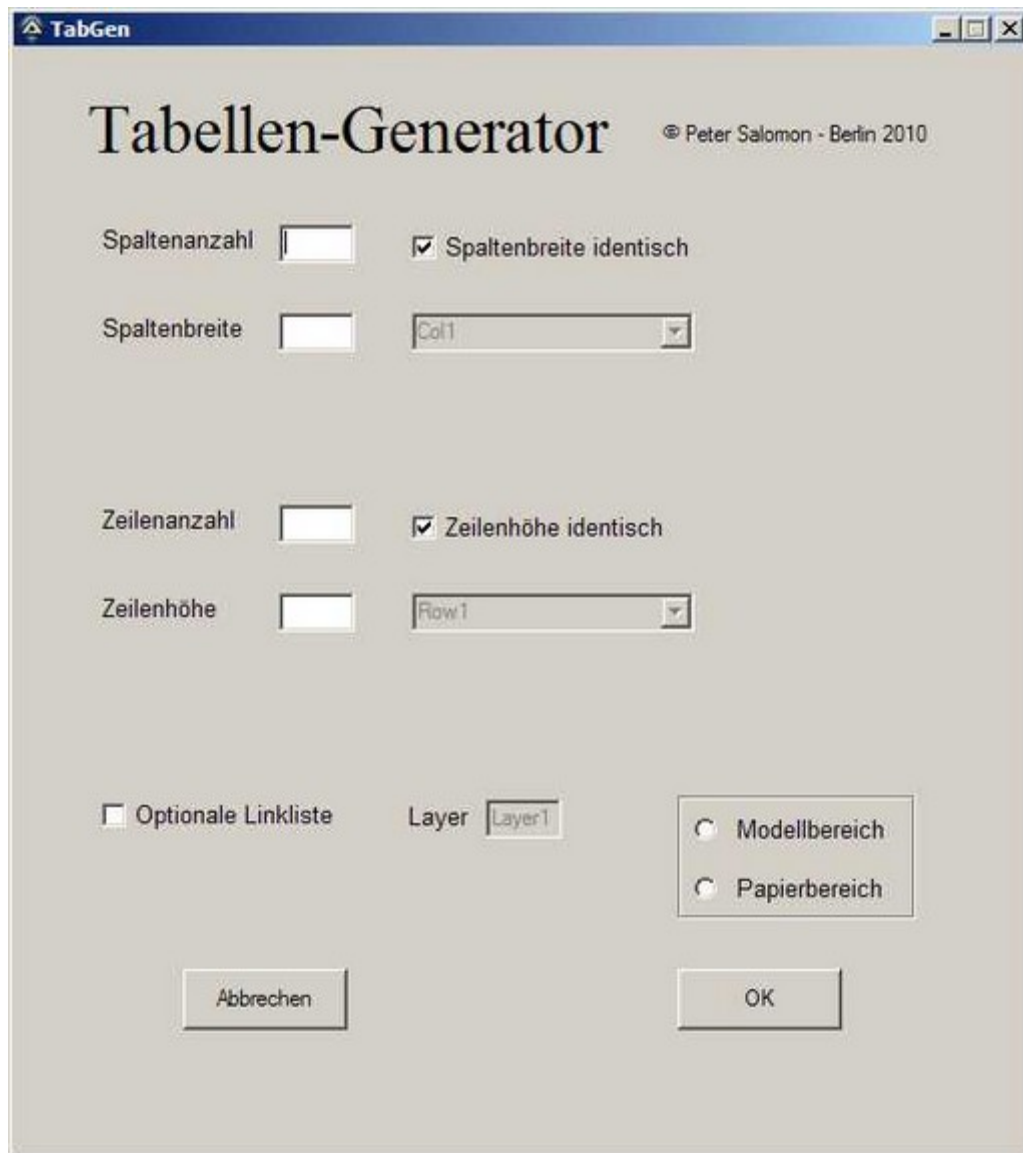 TabGen
Tabellen-Generator © Peter Salomon - Berlin 2010
Spaltenanzahl Spaltenbreite identisch
Spaltenbreite Col1
Zeilenanzahl Zeilenhöhe identisch
Zeilenhöhe Row1
Optionale Linkliste Layer Layer1 Modellbereich
Papierbereich
Abbrechen OK